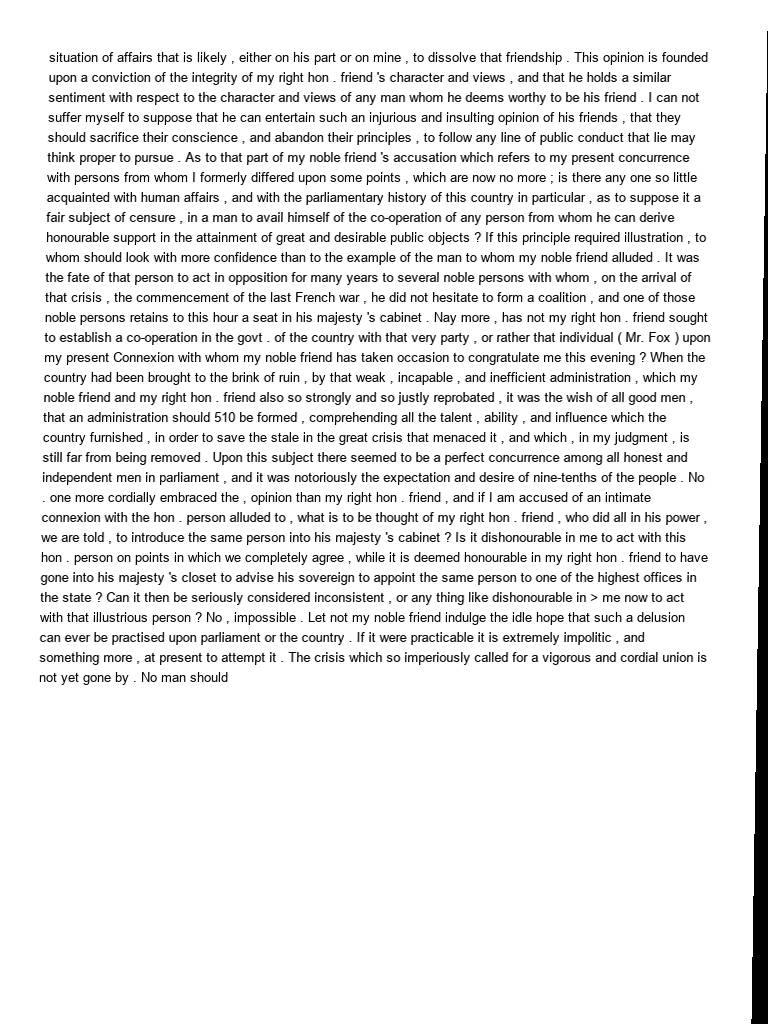 situation of affairs that is likely , either on his part or on mine , to dissolve that friendship . This opinion is founded
upon a conviction of the integrity of my right hon . friend 's character and views , and that he holds a similar
sentiment with respect to the character and views of any man whom he deems worthy to be his friend . I can not
suffer myself to suppose that he can entertain such an injurious and insulting opinion of his friends , that they
should sacrifice their conscience , and abandon their principles , to follow any line of public conduct that lie may
think proper to pursue . As to that part of my noble friend 's accusation which refers to my present concurrence
with persons from whom I formerly differed upon some points , which are now no more ; is there any one so little
acquainted with human affairs , and with the parliamentary history of this country in particular , as to suppose it a
fair subject of censure , in a man to avail himself of the co-operation of any person from whom he can derive
honourable support in the attainment of great and desirable public objects ? If this principle required illustration , to
whom should look with more confidence than to the example of the man to whom my noble friend alluded . It was
the fate of that person to act in opposition for many years to several noble persons with whom , on the arrival of
that crisis , the commencement of the last French war , he did not hesitate to form a coalition , and one of those
noble persons retains to this hour a seat in his majesty 's cabinet . Nay more , has not my right hon . friend sought
to establish a co-operation in the govt . of the country with that very party , or rather that individual ( Mr. Fox ) upon
my present Connexion with whom my noble friend has taken occasion to congratulate me this evening ? When the
country had been brought to the brink of ruin , by that weak , incapable , and inefficient administration , which my
noble friend and my right hon . friend also so strongly and so justly reprobated , it was the wish of all good men ,
that an administration should 510 be formed , comprehending all the talent , ability , and influence which the
country furnished , in order to save the stale in the great crisis that menaced it , and which , in my judgment , is
still far from being removed . Upon this subject there seemed to be a perfect concurrence among all honest and
independent men in parliament , and it was notoriously the expectation and desire of nine-tenths of the people . No
. one more cordially embraced the , opinion than my right hon . friend , and if I am accused of an intimate
connexion with the hon . person alluded to , what is to be thought of my right hon . friend , who did all in his power ,
we are told , to introduce the same person into his majesty 's cabinet ? Is it dishonourable in me to act with this
hon . person on points in which we completely agree , while it is deemed honourable in my right hon . friend to have
gone into his majesty 's closet to advise his sovereign to appoint the same person to one of the highest offices in
the state ? Can it then be seriously considered inconsistent , or any thing like dishonourable in > me now to act
with that illustrious person ? No , impossible . Let not my noble friend indulge the idle hope that such a delusion
can ever be practised upon parliament or the country . If it were practicable it is extremely impolitic , and
something more , at present to attempt it . The crisis which so imperiously called for a vigorous and cordial union is
not yet gone by . No man should